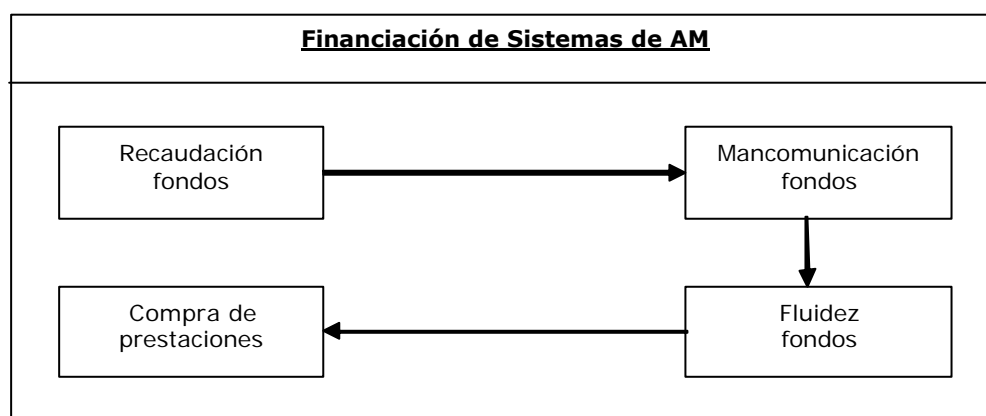 Financiación de Sistemas de AM
Recaudación
fondos
Mancomunicación
fondos
Compra de
prestaciones
Fluidez
fondos